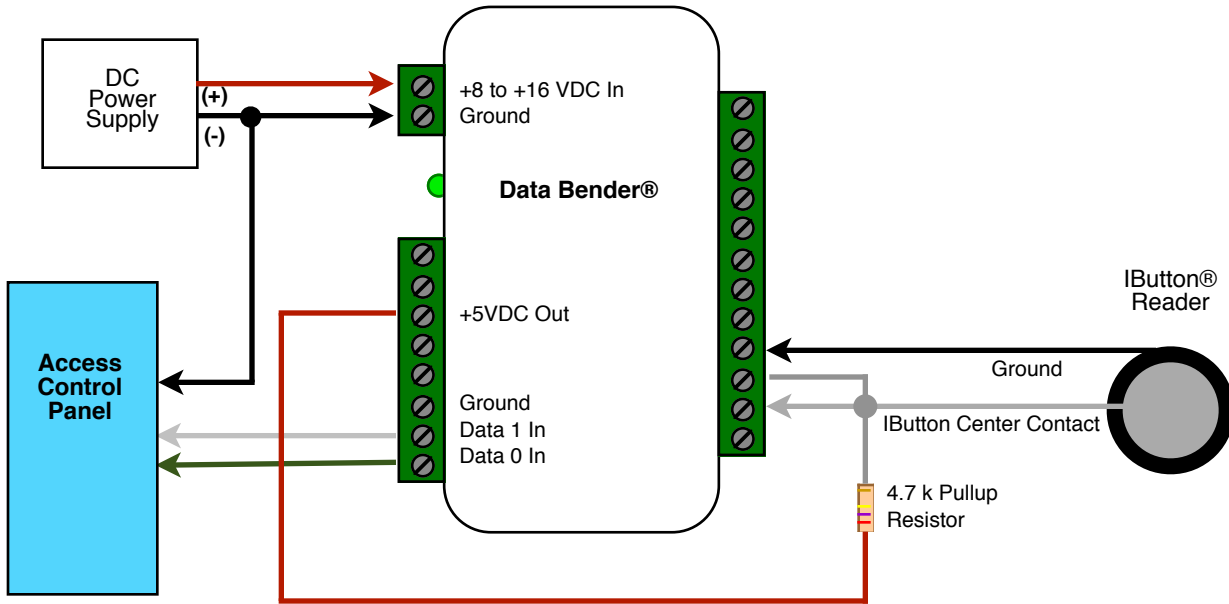 DC
Power
Supply
(+)
(-)
+8 to +16 VDC In
Ground
Data Bender®
+5VDC Out
Ground
Data 1 In
Data 0 In
Access
Control
Panel
IButton®
Reader
Ground
IButton Center Contact
4.7 k Pullup
Resistor